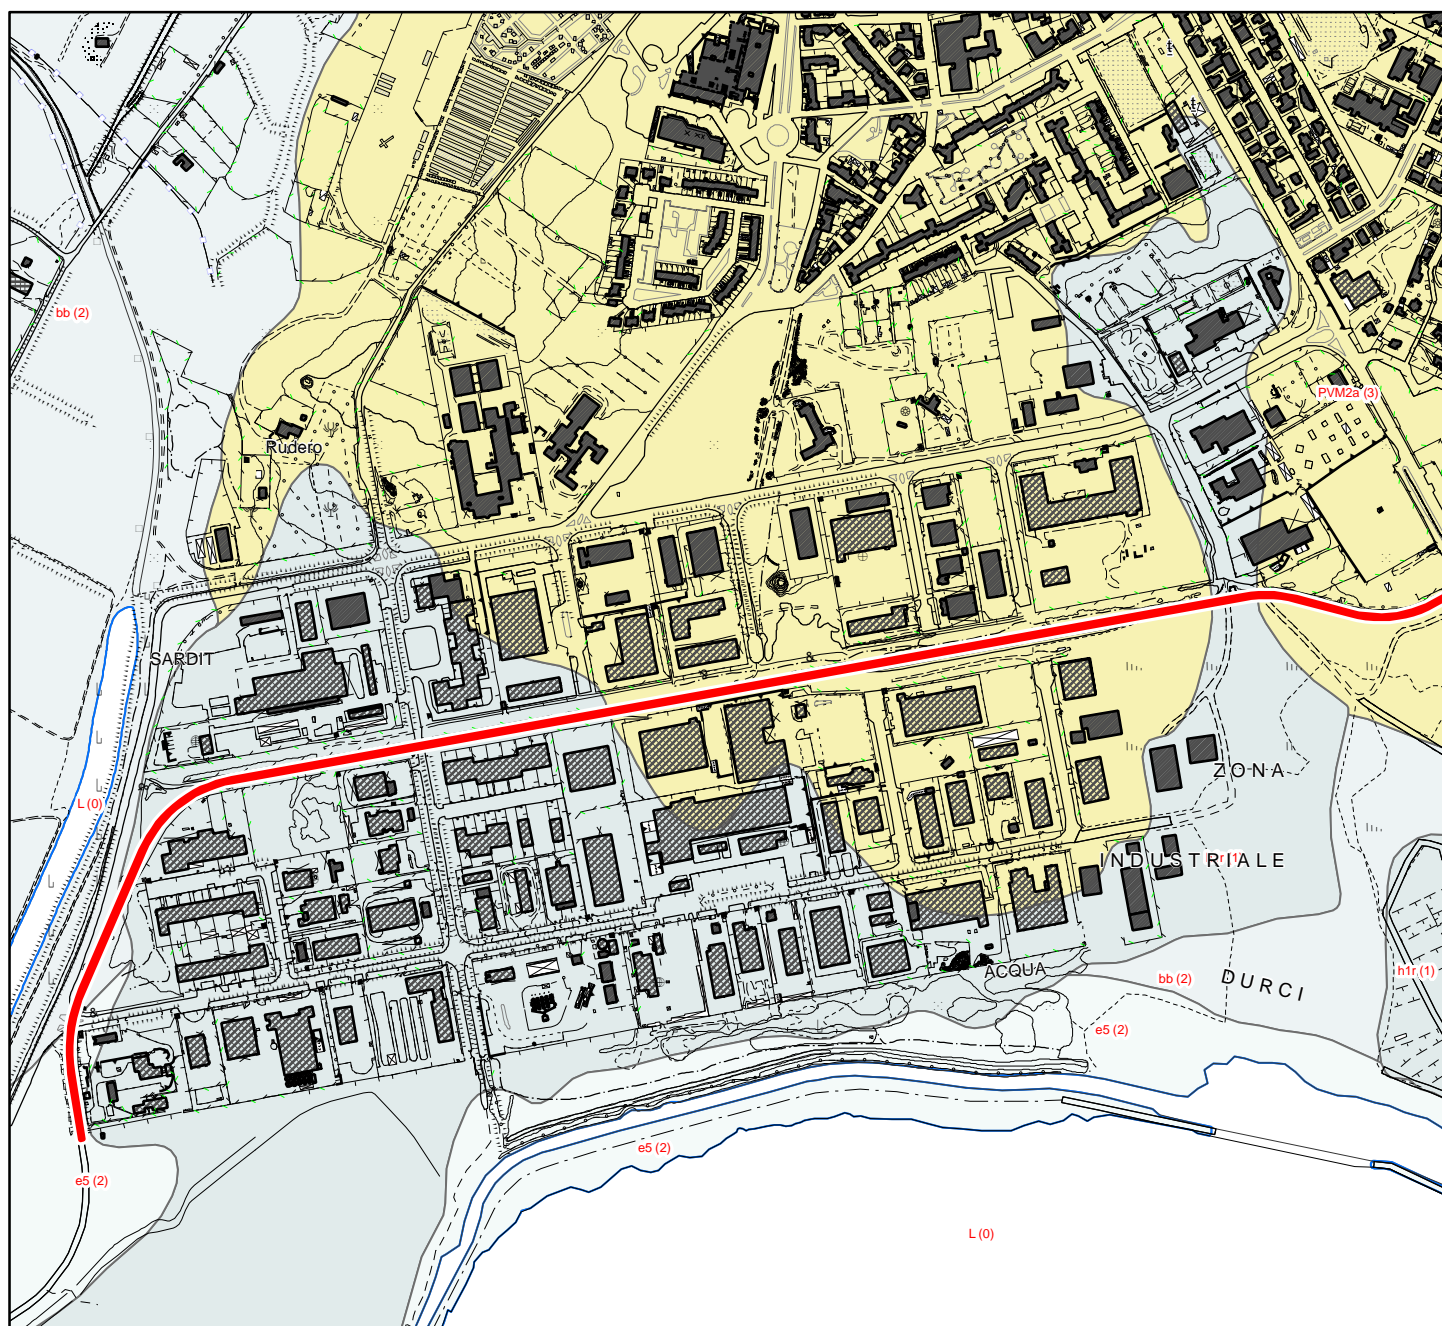 bb (2)
PVM2a (3)
Rudero
SARDIT
ZONA
L (0)
INDUSTRIALE
ACQUA
bb (2)
DURCI
h1r (1)
e5 (2)
e5 (2)
e5 (2)
L (0)